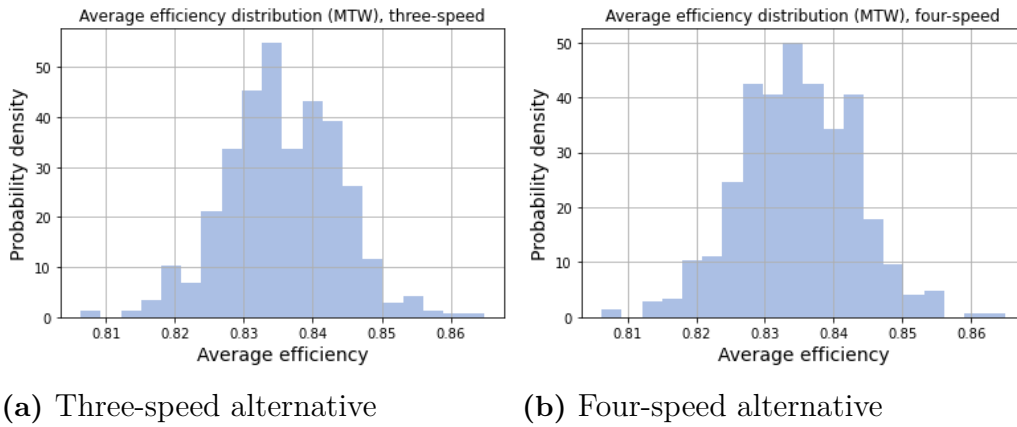 Average efficiency distribution (MTW), three-speed
Probability density
50
40
30
20
10
0
0.81 0.82 0.83 0.84 0.85 0.86
Average efficiency
(a) Three-speed alternative
Average efficiency distribution (MTW), four-speed
Probability density
50
40
30
20
10
0
0.81 0.82 0.83 0.84 0.85 0.86
Average efficiency
(b) Four-speed alternative